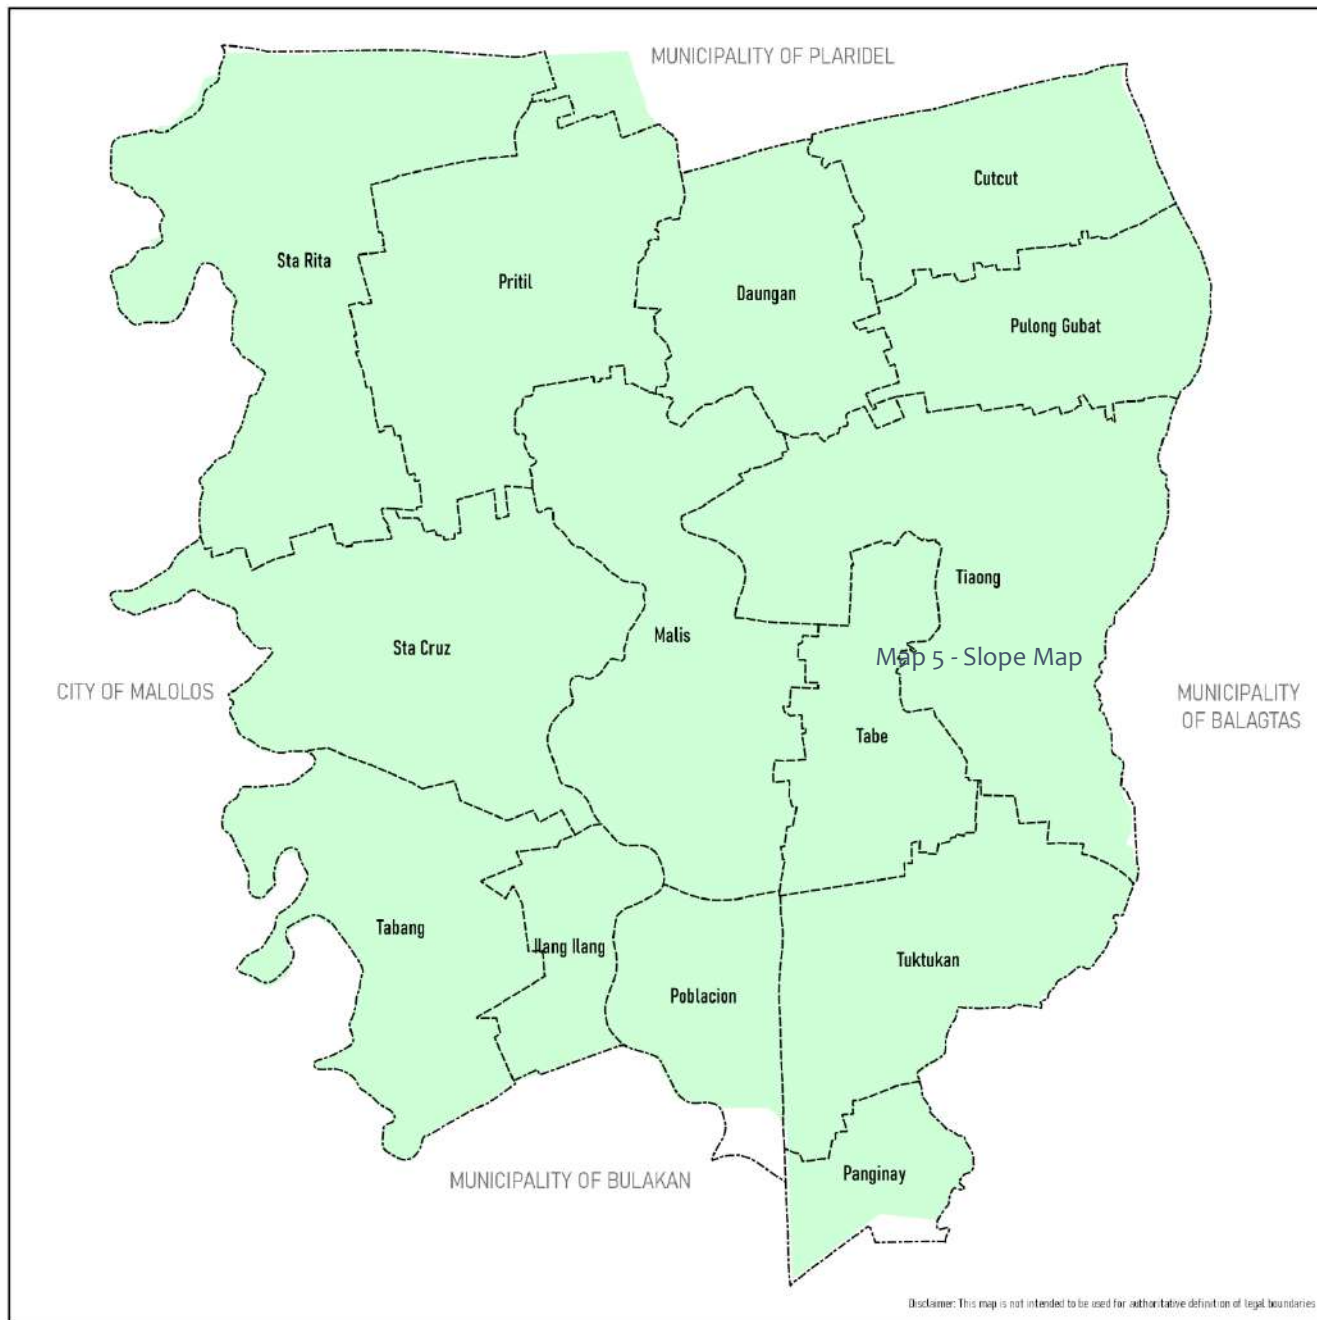 MUNICIPALITY OF PLARIDEL
Cutcut
Sta Rita
Pritil
Daungan
Pulong Gubat
Tiaong
Malis
Sta Cruz
Map 5 - Slope Map
CITY OF MALOLOS
MUNICIPALITY
OF BALAGTAS
Tabe
Tabang
Ilang Ilang
Tuktukan
Poblacion
Panginay
MUNICIPALITY OF BULAKAN
Disclaimer: This map is not intended to be used for authoritative definition of legal boundaries